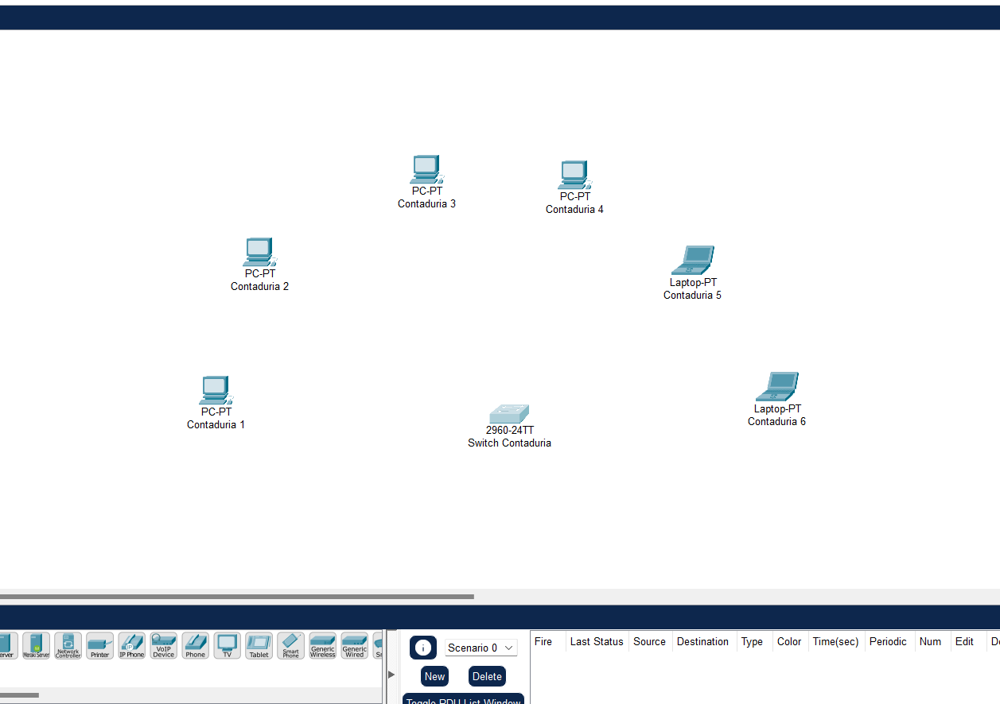 PC-PT
Contaduria 3
PC-PT
Contaduria 4
PC-PT
Contaduria 2
Laptop-PT
Contaduria 5
PC-PT
Contaduria 1
Laptop-PT
Contaduria 6
2960-24TT
Switch Contaduria
Meraki Server
Network Controller
Printer
IP Phone
VoIP Device
Phone
TV
Tablet
Smart Phone
Generic Wireless
Generic Wired
i
Scenario 0
New
Delete
Toggle PDU List Window
Fire Last Status Source Destination Type Color Time(sec) Periodic Num Edit